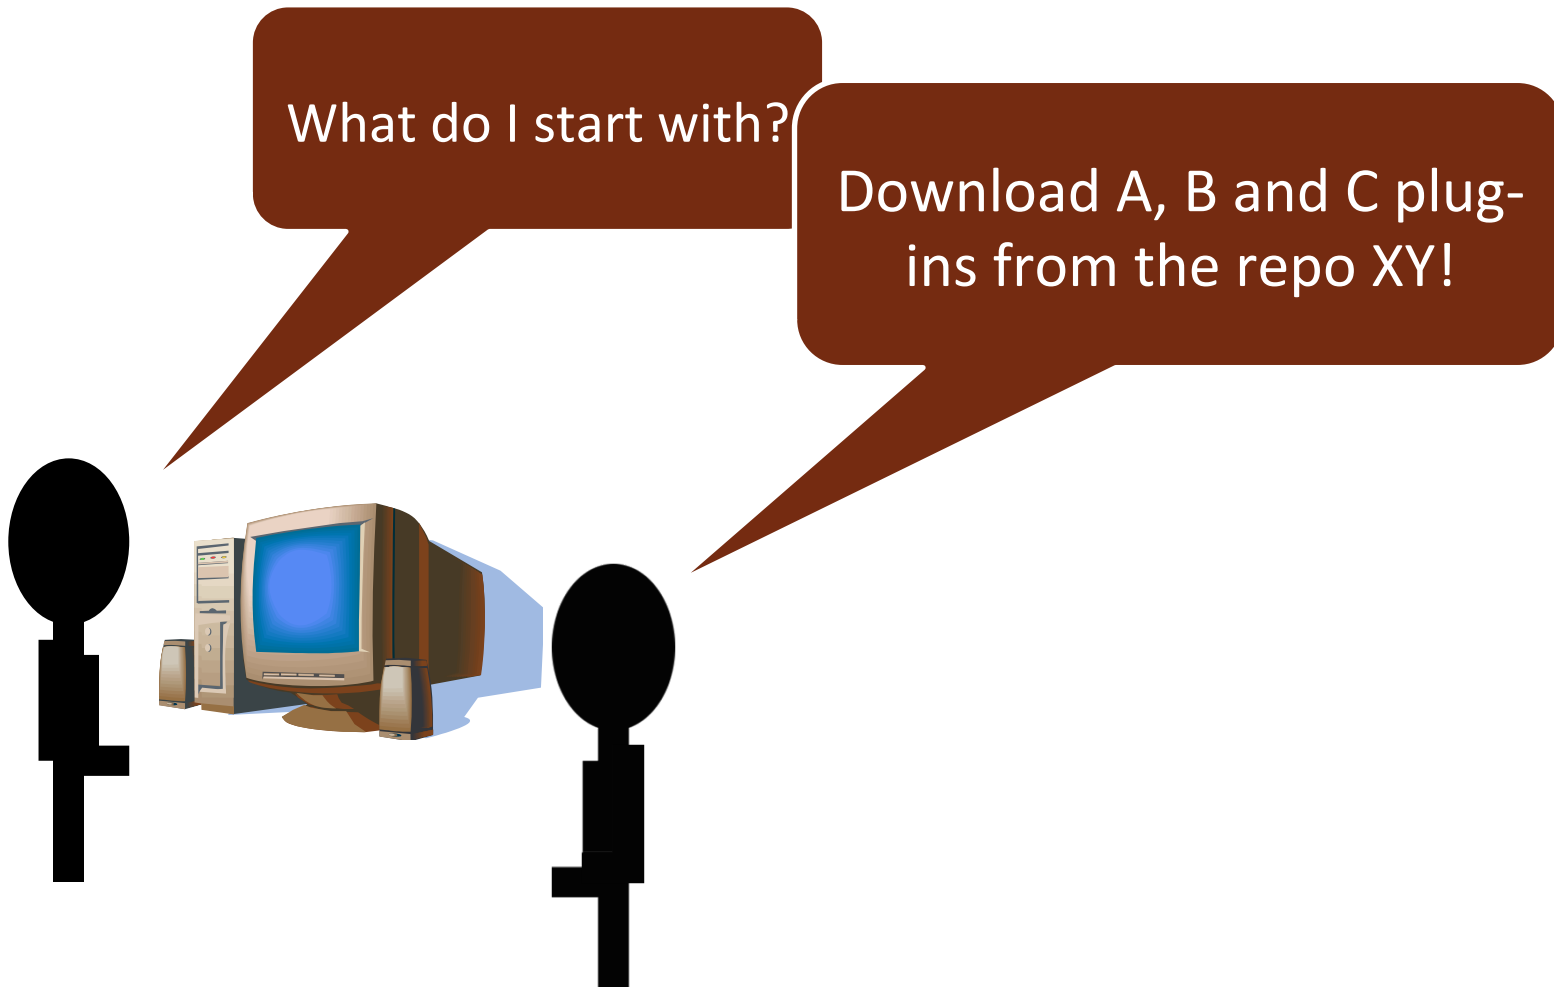 What do I start with?
Download A, B and C plug-
ins from the repo XY!